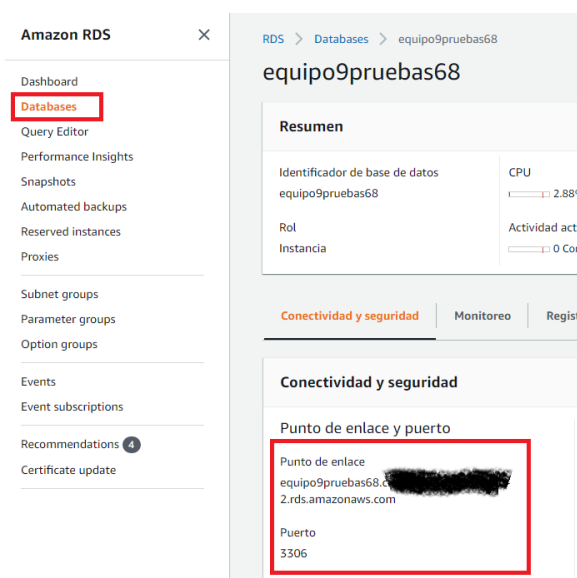 Amazon RDS
Dashboard
Databases
Query Editor
Performance Insights
Snapshots
Automated backups
Reserved instances
Proxies
Subnet groups
Parameter groups
Option groups
Events
Event subscriptions
Recommendations 4
Certificate update
RDS > Databases > equipo9pruebas68
equipo9pruebas68
Resumen
Identificador de base de datos
equipo9pruebas68
CPU
2.88%
Rol
Instancia
Actividad act
0 Co
Conectividad y seguridad
Monitoreo
Regist
Conectividad y seguridad
Punto de enlace y puerto
Punto de enlace
equipo9pruebas68.c
2.rds.amazonaws.com
Puerto
3306